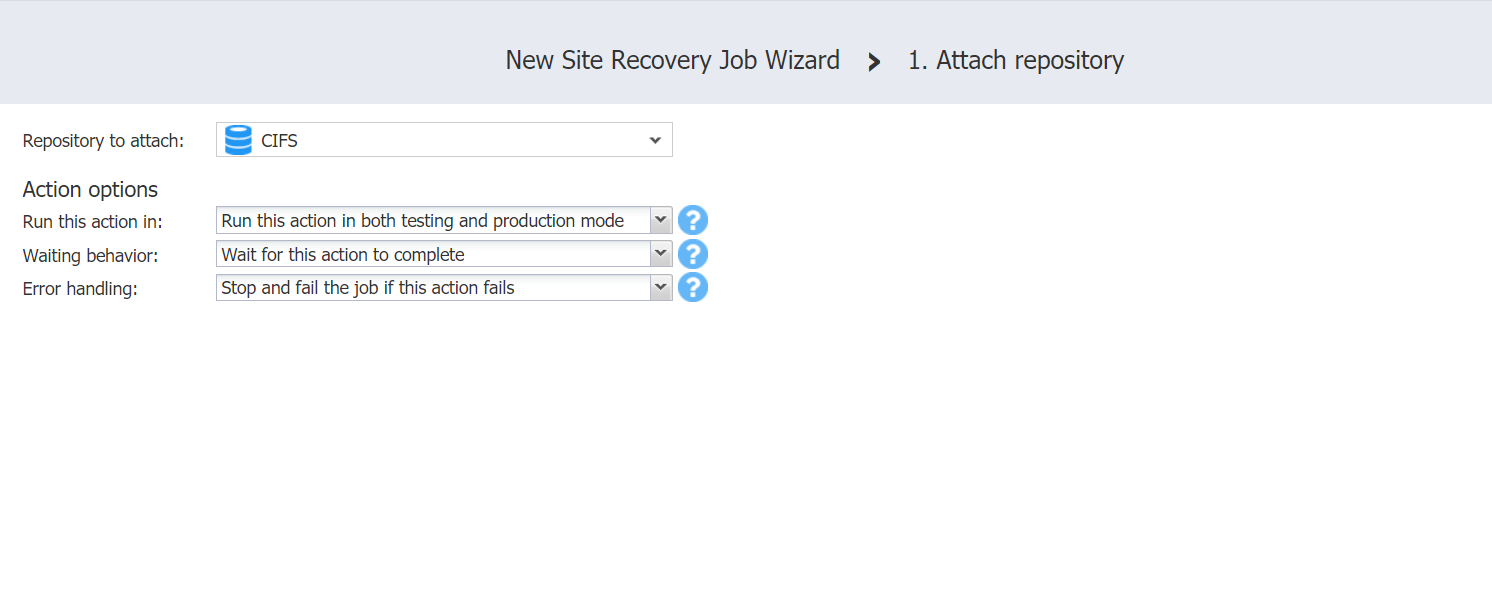 New Site Recovery Job Wizard > 1. Attach repository
Repository to attach: CIFS
Action options
Run this action in: Run this action in both testing and production mode ?
Waiting behavior: Wait for this action to complete ?
Error handling: Stop and fail the job if this action fails ?